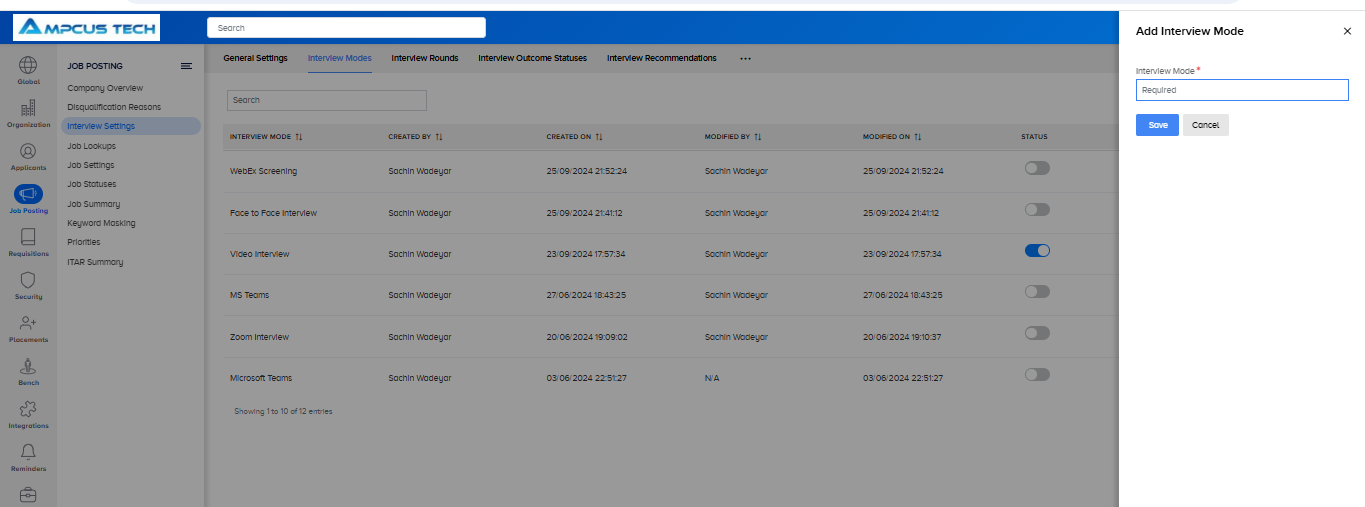 AMPCUS TECH
Search
Add Interview Mode
Global
Organization
Applicants
Job Posting
Requisitions
Security
Placements
Bench
Integrations
Reminders
JOB POSTING
Company Overview
Disqualification Reasons
Interview Settings
Job Lookups
Job Settings
Job Statuses
Job Summary
Keyword Masking
Priorities
ITAR Summary
General Settings Interview Modes Interview Rounds Interview Outcome Statuses Interview Recommendations ...
Search
INTERVIEW MODE CREATED BY CREATED ON MODIFIED BY MODIFIED ON STATUS
WebEx Screening Sachin Wadeyar 25/09/2024 21:52:24 Sachin Wadeyar 25/09/2024 21:52:24
Face to Face Interview Sachin Wadeyar 25/09/2024 21:41:12 Sachin Wadeyar 25/09/2024 21:41:12
Video Interview Sachin Wadeyar 23/09/2024 17:57:34 Sachin Wadeyar 23/09/2024 17:57:34
MS Teams Sachin Wadeyar 27/06/2024 18:43:25 Sachin Wadeyar 27/06/2024 18:43:25
Zoom Interview Sachin Wadeyar 20/06/2024 19:09:02 Sachin Wadeyar 20/06/2024 19:10:37
Microsoft Teams Sachin Wadeyar 03/06/2024 22:51:27 N/A 03/06/2024 22:51:27
Showing 1 to 10 of 12 entries
Interview Mode *
Required
Save Cancel